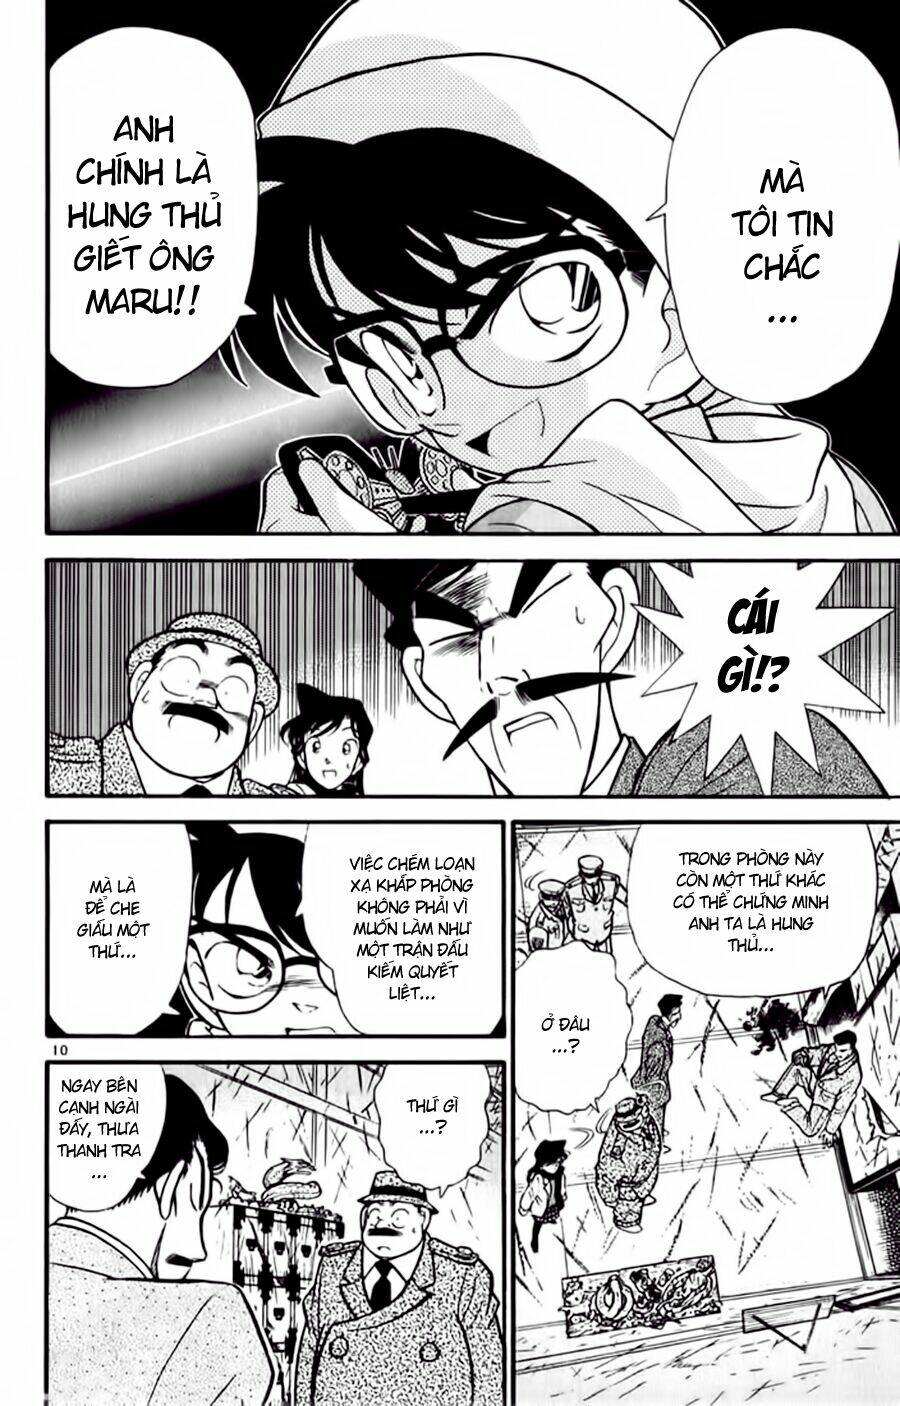 MÀ
TÔI TIN
CHẮC
...
ANH
CHÍNH LÀ
HUNG THỦ
GIẾT ÔNG
MARU!!
CÁI
GÌ!?
TRONG PHÒNG NÀY
CÒN MỘT THỨ KHÁC
CÓ THỂ CHỨNG MINH
ANH TA LÀ HUNG
THỦ...
Ở ĐÂU
...?
VIỆC CHÉM LOẠN
XẠ KHẮP PHÒNG
KHÔNG PHẢI VÌ
MUỐN LÀM NHƯ
MỘT TRẬN ĐẤU
KIẾM QUYẾT
LIỆT...
MÀ LÀ
ĐỂ CHE
GIẤU MỘT
THỨ...
10
THỨ GÌ
...?
NGAY BÊN
CẠNH NGÀI
ĐẤY, THƯA
THANH TRA
...